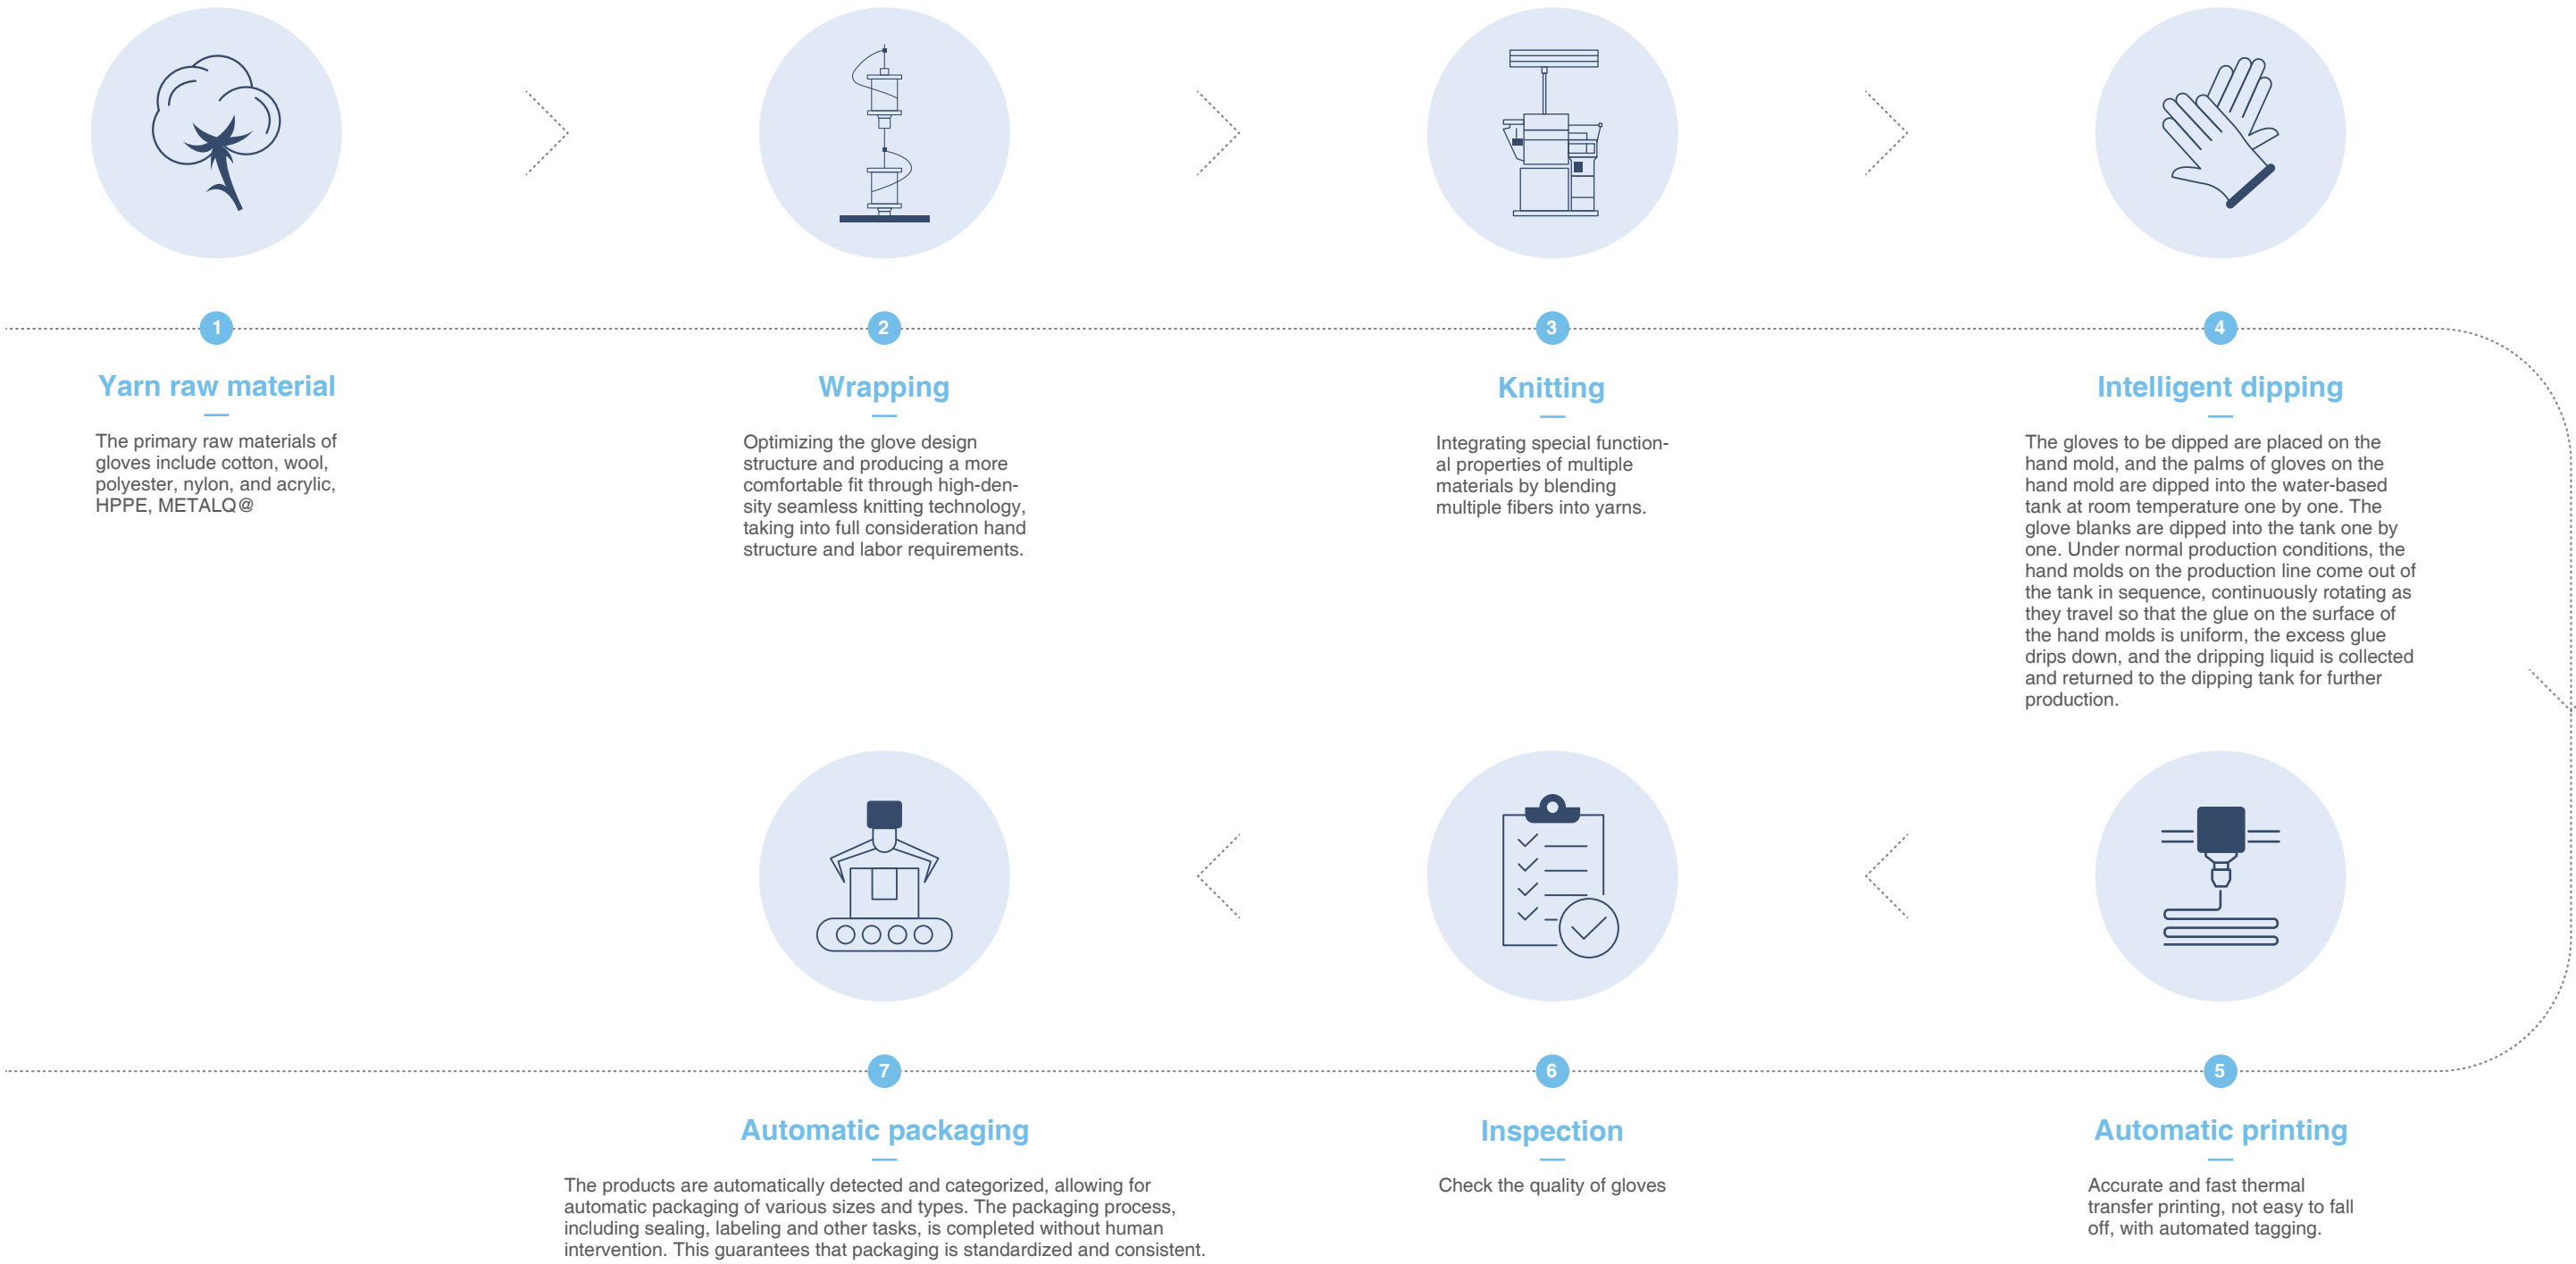 1
Yarn raw material
The primary raw materials of
gloves include cotton, wool,
polyester, nylon, and acrylic,
HPPE, METALQ@
2
Wrapping
Optimizing the glove design
structure and producing a more
comfortable fit through high-den-
sity seamless knitting technology,
taking into full consideration hand
structure and labor requirements.
3
Knitting
Integrating special function-
al properties of multiple
materials by blending
multiple fibers into yarns.
4
Intelligent dipping
The gloves to be dipped are placed on the
hand mold, and the palms of gloves on the
hand mold are dipped into the water-based
tank at room temperature one by one. The
glove blanks are dipped into the tank one by
one. Under normal production conditions, the
hand molds on the production line come out of
the tank in sequence, continuously rotating as
they travel so that the glue on the surface of
the hand molds is uniform, the excess glue
drips down, and the dripping liquid is collected
and returned to the dipping tank for further
production.
5
Automatic printing
Accurate and fast thermal
transfer printing, not easy to fall
off, with automated tagging.
6
Inspection
Check the quality of gloves
7
Automatic packaging
The products are automatically detected and categorized, allowing for
automatic packaging of various sizes and types. The packaging process,
including sealing, labeling and other tasks, is completed without human
intervention. This guarantees that packaging is standardized and consistent.